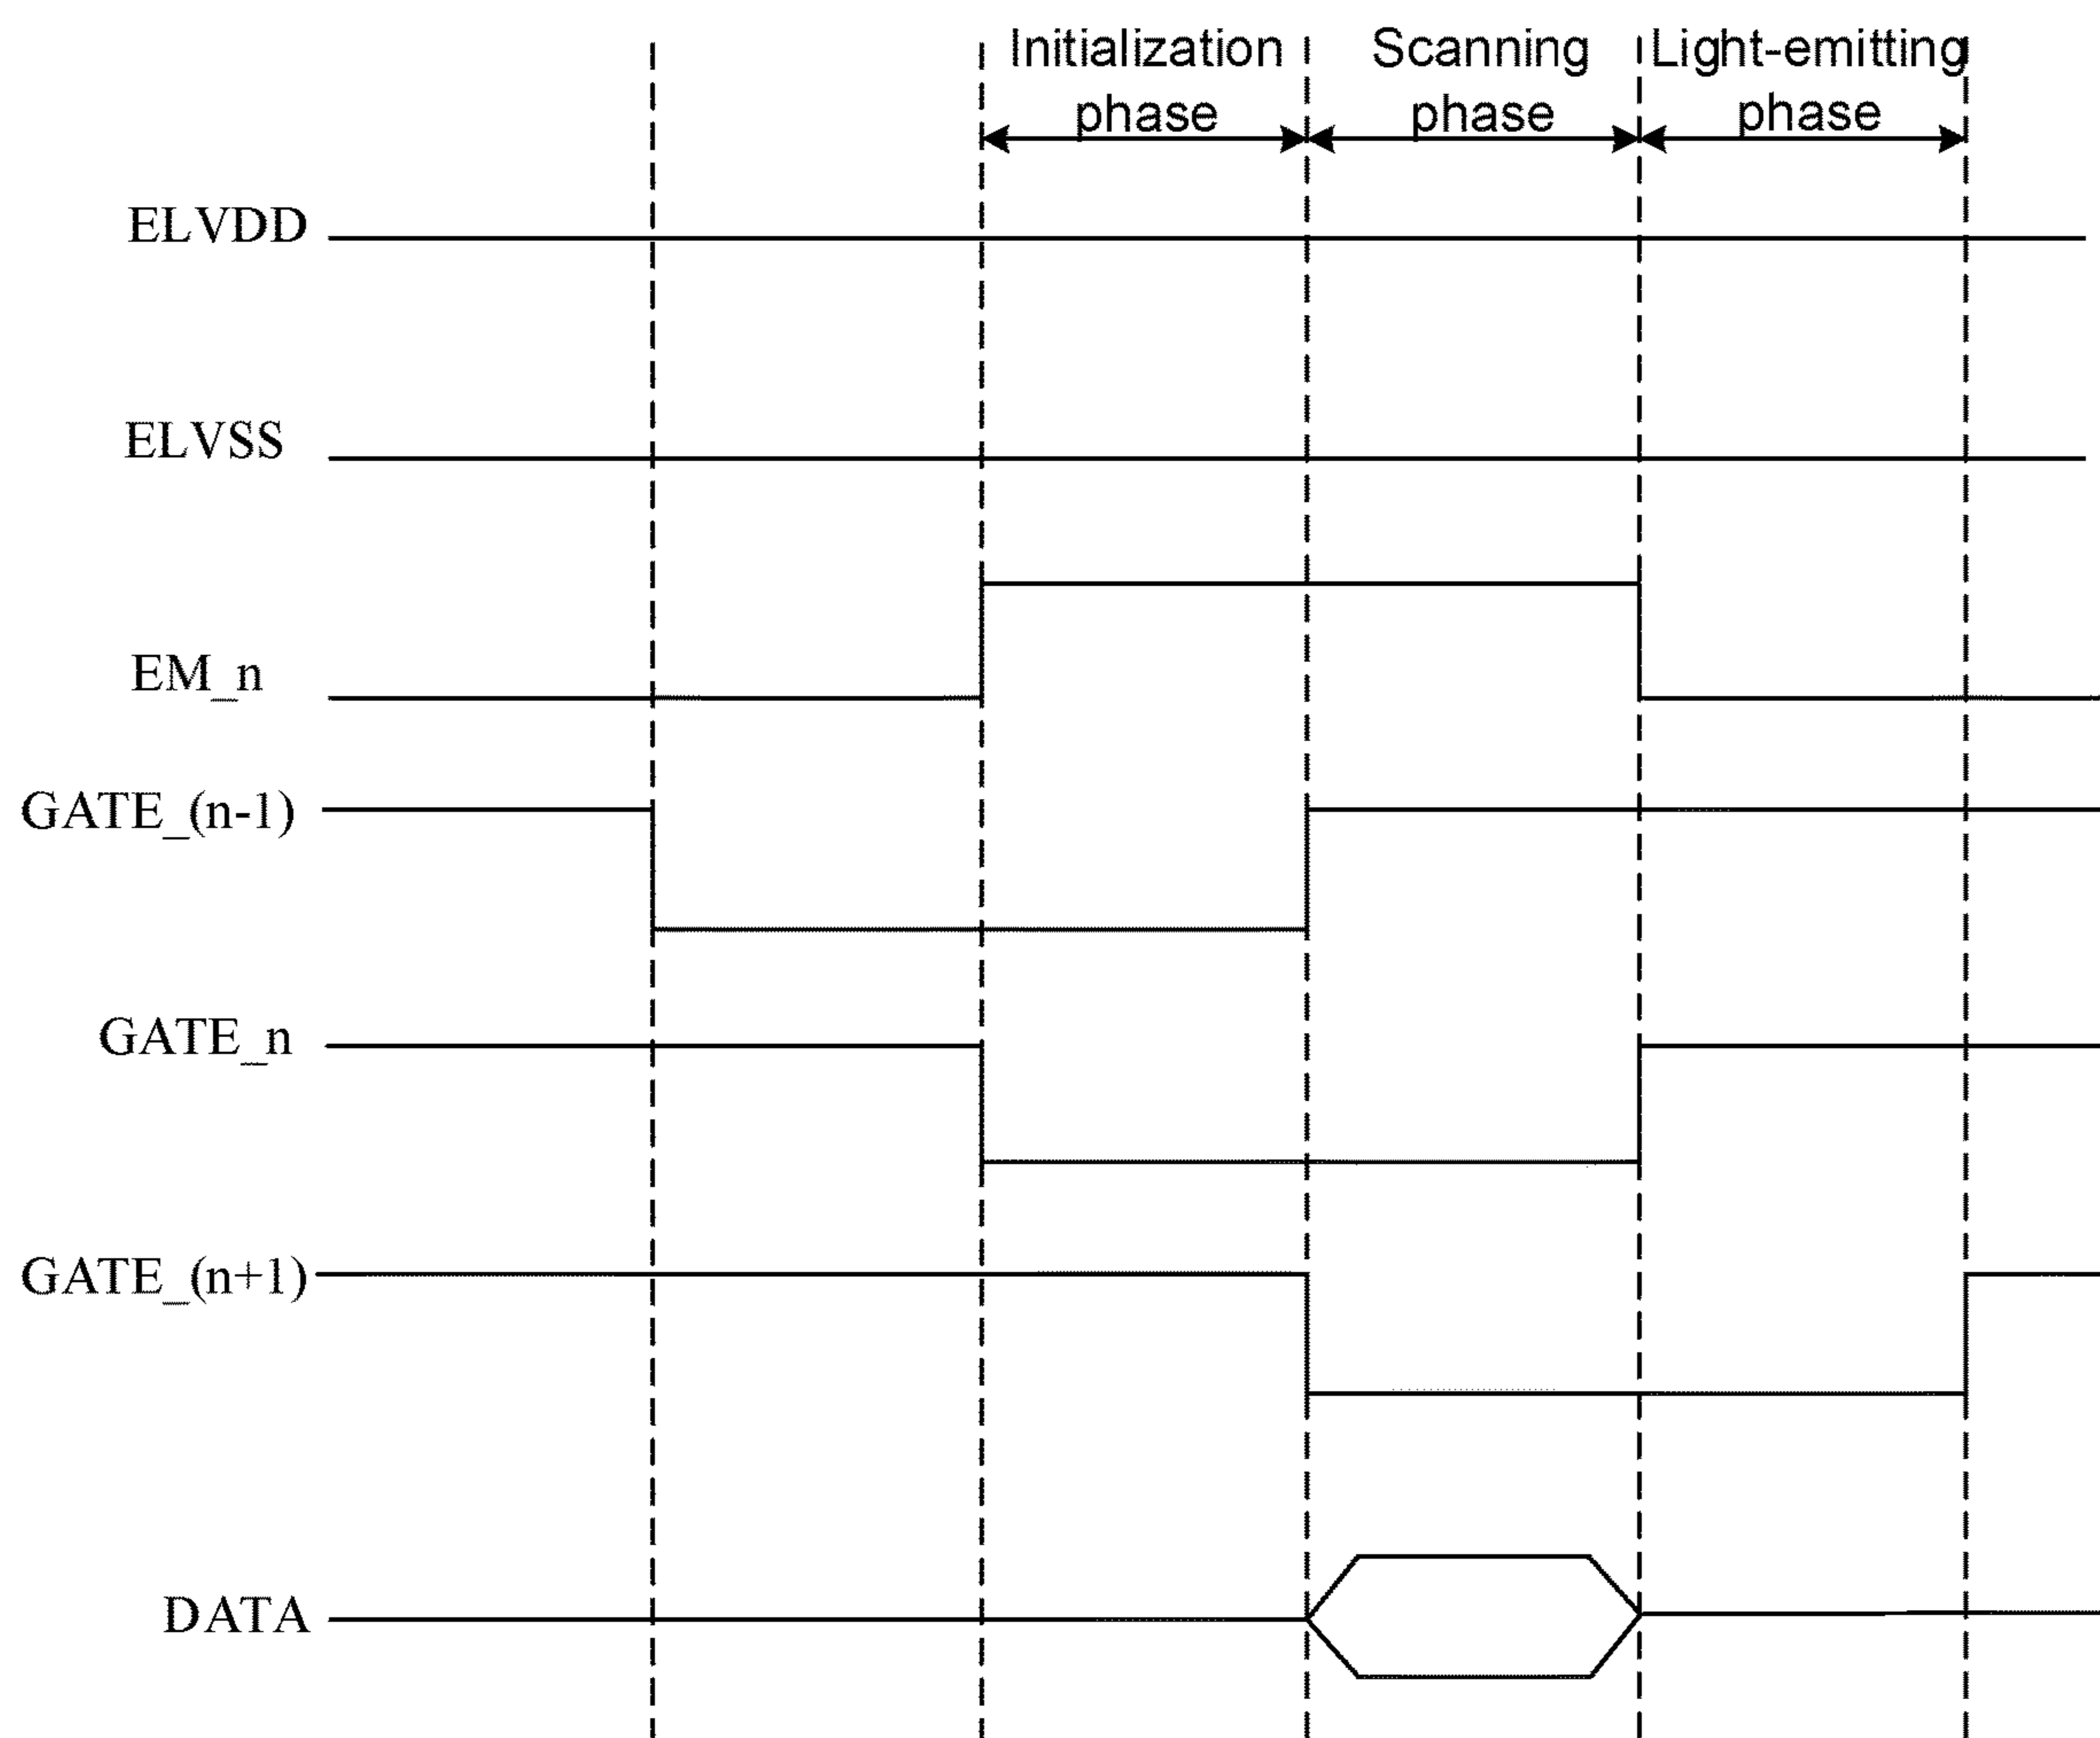 Initialization
phase
Scanning
phase
Light-emitting
phase
ELVDD
ELVSS
EM_n
GATE_(n-1)
GATE_n
GATE_(n+1)
DATA